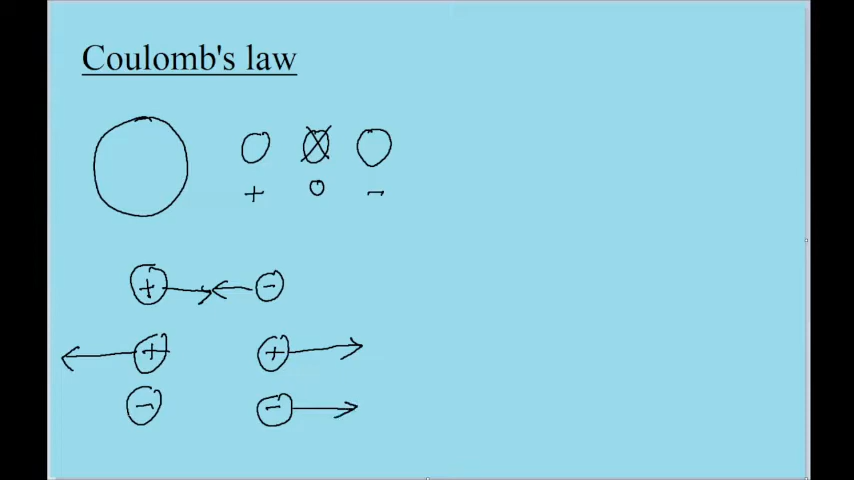 Coulomb's law
+ 0 -
+ -
+ +
- -